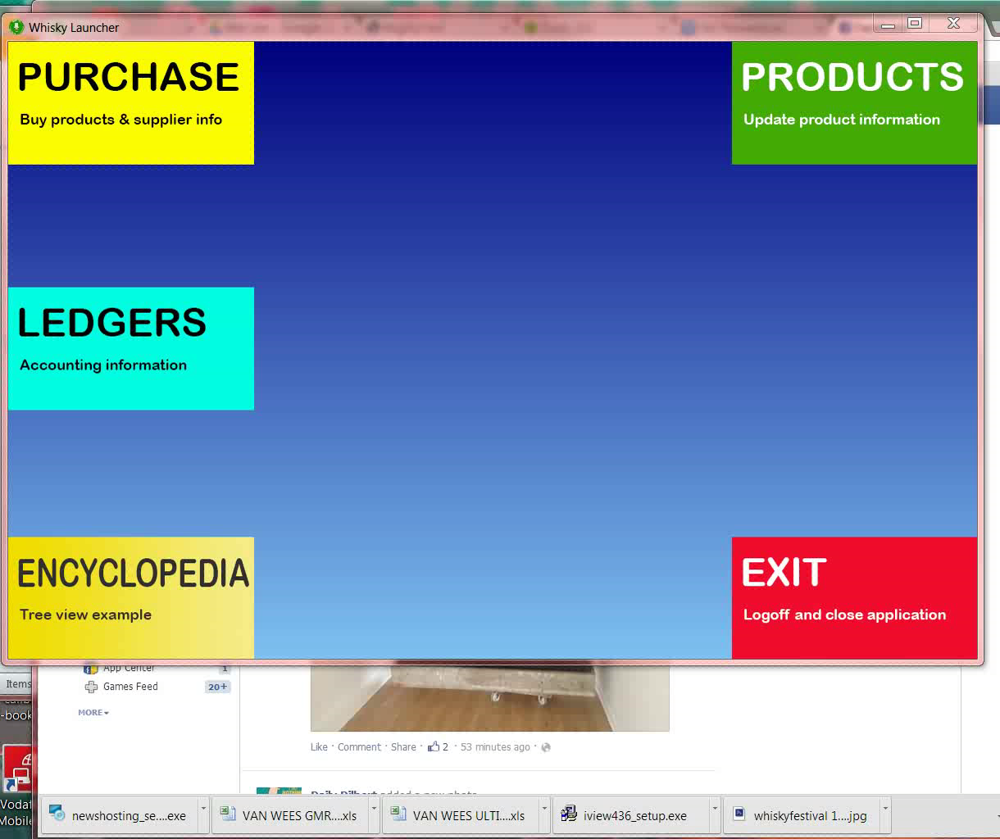 Whisky Launcher
PURCHASE
Buy products & supplier info
PRODUCTS
Update product information
LEDGERS
Accounting information
ENCYCLOPEDIA
Tree view example
EXIT
Logoff and close application
App Center 1
Games Feed 20+
MORE
Items
-book
Like · Comment · Share · 2 · 53 minutes ago ·
Daily Dilbert added a new photo
Vodaf
Mobile
newshosting_se....exe
VAN WEES GMR....xls
VAN WEES ULTI....xls
iview436_setup.exe
whiskyfestival 1....jpg